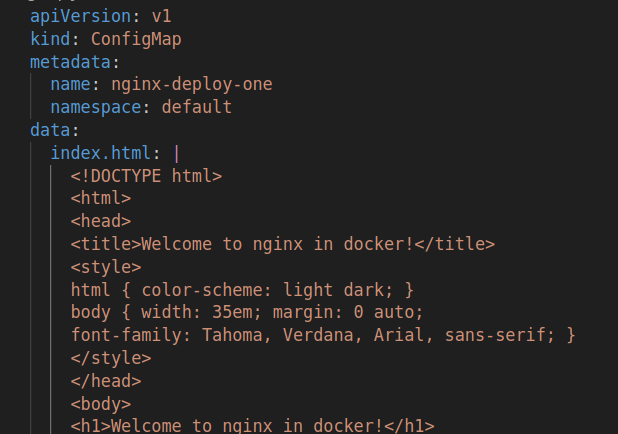 apiVersion: v1
kind: ConfigMap
metadata:
  name: nginx-deploy-one
  namespace: default
data:
  index.html: |
    <!DOCTYPE html>
    <html>
    <head>
    <title>Welcome to nginx in docker!</title>
    <style>
    html { color-scheme: light dark; }
    body { width: 35em; margin: 0 auto;
    font-family: Tahoma, Verdana, Arial, sans-serif; }
    </style>
    </head>
    <body>
    <h1>Welcome to nginx in docker!</h1>